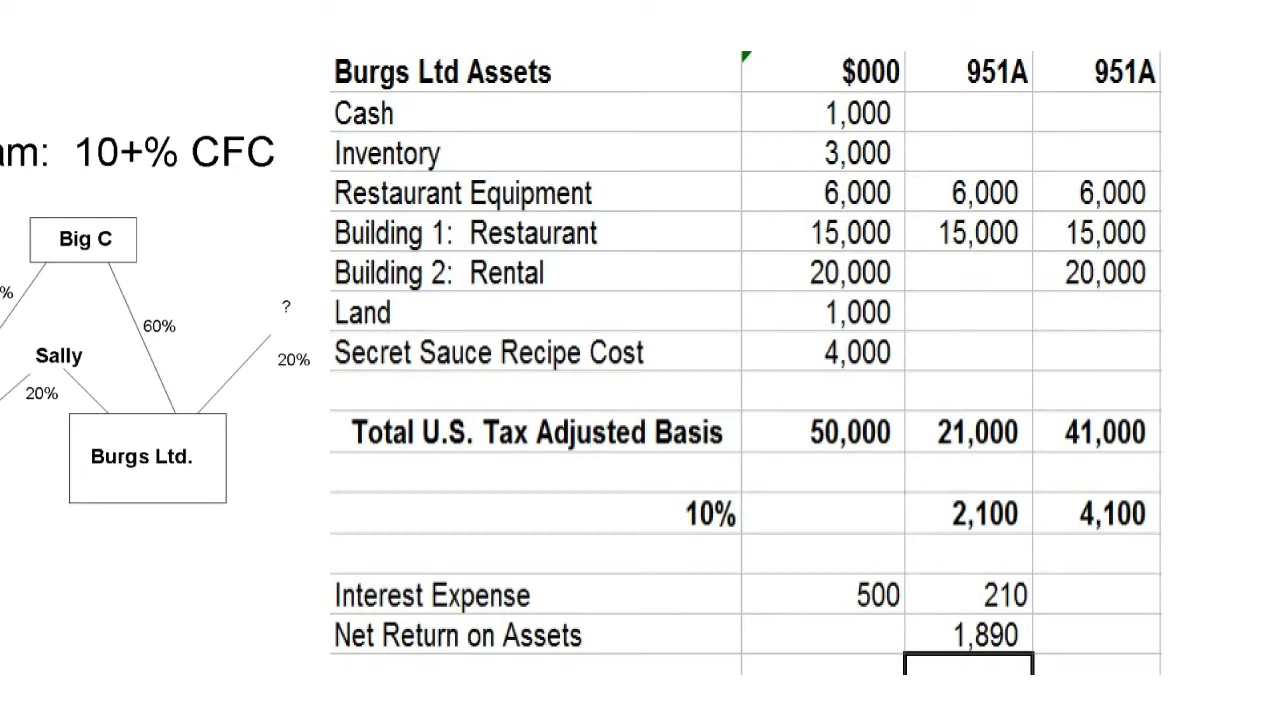 am: 10+% CFC
Big C
%
60%
?
Sally
20%
20%
Burgs Ltd.
Burgs Ltd Assets $000 951A 951A
Cash 1,000
Inventory 3,000
Restaurant Equipment 6,000 6,000 6,000
Building 1: Restaurant 15,000 15,000 15,000
Building 2: Rental 20,000 20,000
Land 1,000
Secret Sauce Recipe Cost 4,000
Total U.S. Tax Adjusted Basis 50,000 21,000 41,000
10% 2,100 4,100
Interest Expense 500 210
Net Return on Assets 1,890